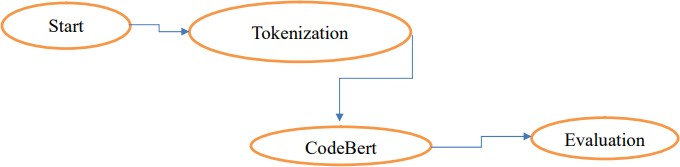 Start
Tokenization
CodeBert
Evaluation